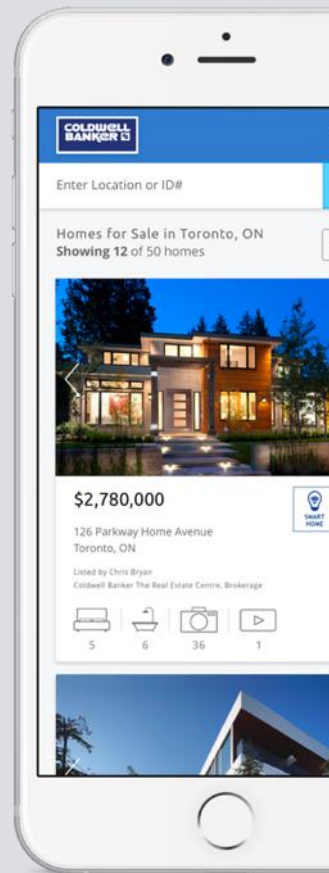 COLDWELL
BANKER
Enter Location or ID#
Homes for Sale in Toronto, ON
Showing 12 of 50 homes
$2,780,000
SMART
HOME
126 Parkway Home Avenue
Toronto, ON
Listed by Chris Bryan
Coldwell Banker The Real Estate Centre, Brokerage
5 6 36 1